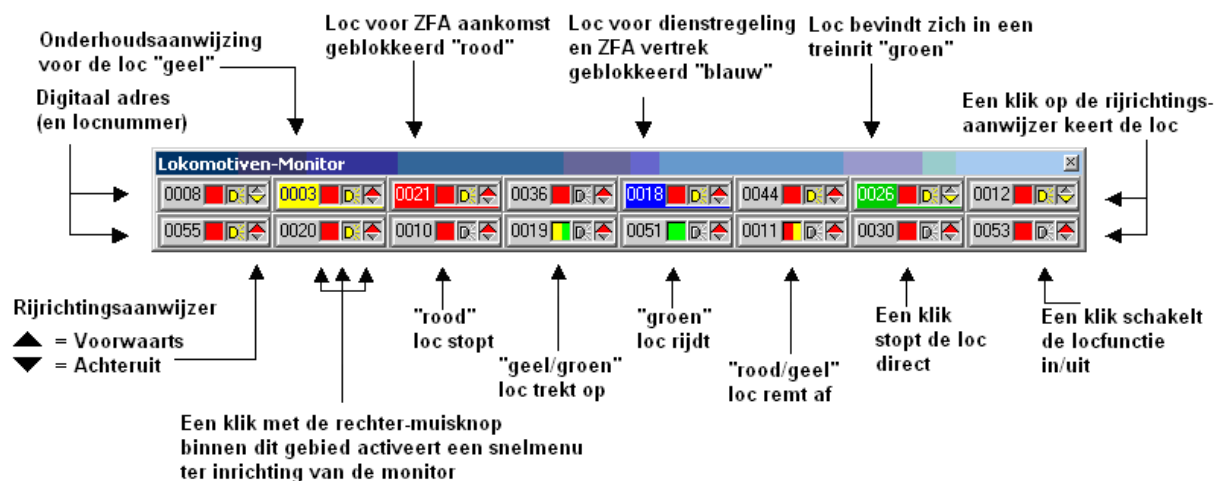 Onderhoudsaanwijzing
voor de loc "geel"
Loc voor ZFA aankomst
geblokkeerd "rood"
Loc voor dienstregeling
en ZFA vertrek
geblokkeerd "blauw"
Loc bevindt zich in een
treinrit "groen"
Digitaal adres
(en locnummer)
Een klik op de rijrichtings-
aanwijzer keert de loc
Lokomotiven-Monitor
0008 D 0003 D 0021 D 0036 D 0018 D 0044 D 0026 D 0012 D
0055 D 0020 D 0010 D 0019 D 0051 D 0011 D 0030 D 0053 D
Rijrichtingsaanwijzer
= Voorwaarts
= Achteruit
"rood"
loc stopt
"geel/groen"
loc trekt op
"groen"
loc rijdt
"rood/geel"
loc remt af
Een klik
stopt de loc
direct
Een klik schakelt
de locfunctie
in/uit
Een klik met de rechter-muisknop
binnen dit gebied activeert een snelmenu
ter inrichting van de monitor